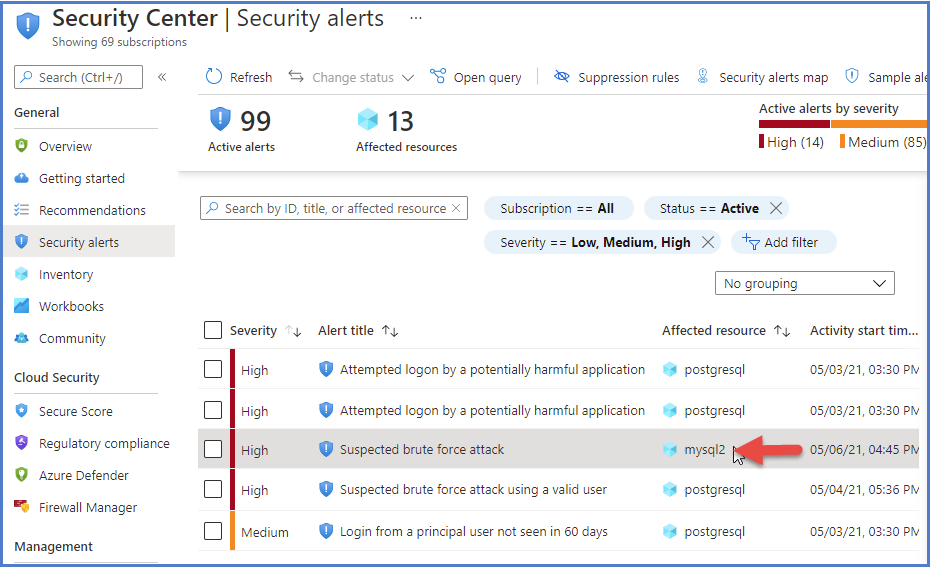 Security Center | Security alerts ...
Showing 69 subscriptions
Search (Ctrl+/) «
Refresh Change status Open query Suppression rules Security alerts map Sample ale
General
Overview
Getting started
Recommendations
Security alerts
Inventory
Workbooks
Community
Cloud Security
Secure Score
Regulatory compliance
Azure Defender
Firewall Manager
Management
99
Active alerts
13
Affected resources
Active alerts by severity
High (14) Medium (85)
Search by ID, title, or affected resource × Subscription == All Status == Active ×
Severity == Low, Medium, High × Add filter
No grouping
Severity ↑↓ Alert title ↑↓ Affected resource ↑↓ Activity start tim...
High Attempted logon by a potentially harmful application postgresql 05/03/21, 03:30 PM
High Attempted logon by a potentially harmful application postgresql 05/03/21, 03:30 PM
High Suspected brute force attack mysql2 05/06/21, 04:45 PM
High Suspected brute force attack using a valid user postgresql 05/04/21, 05:36 PM
Medium Login from a principal user not seen in 60 days postgresql 05/03/21, 03:30 PM